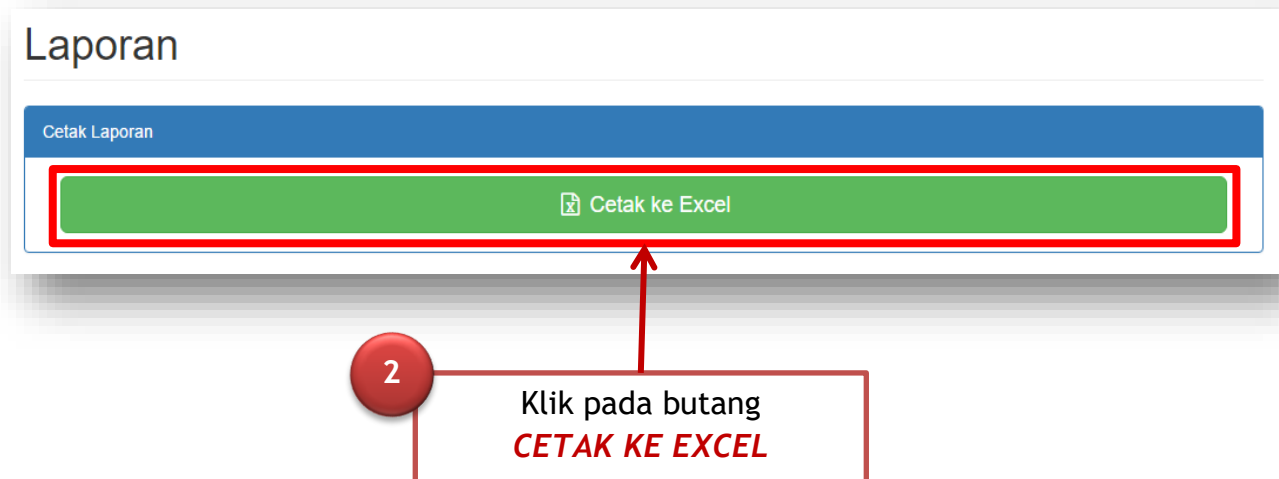 Laporan
Cetak Laporan
Cetak ke Excel
2
Klik pada butang
CETAK KE EXCEL